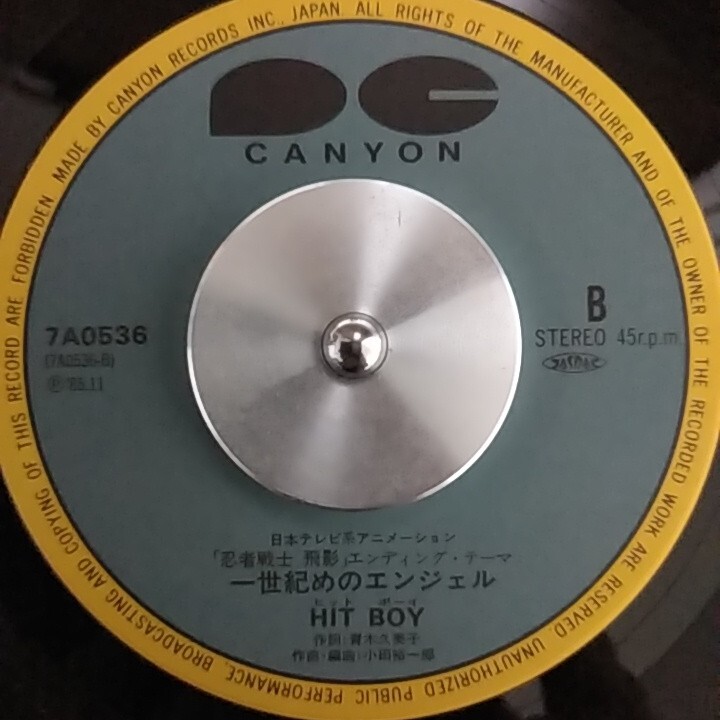 MADE BY CANYON RECORDS INC., JAPAN. ALL RIGHTS OF THE MANUFACTURER AND OF THE OWNER OF THE RECORDED WORK ARE RESERVED. UNAUTHORIZED PUBLIC PERFORMANCE, BROADCASTING AND COPYING OF THIS RECORD ARE FORBIDDEN
CANYON
7A0536
(7A0536-B)
Ⓟ'85.11
B
STEREO 45r.p.m.
JASRAC
日本テレビ系アニメーション
「忍者戦士 飛影」エンディング・テーマ
一世紀めのエンジェル
ヒット ボーイ
HIT BOY
作詞:青木久美子
作曲・編曲:小田裕一郎